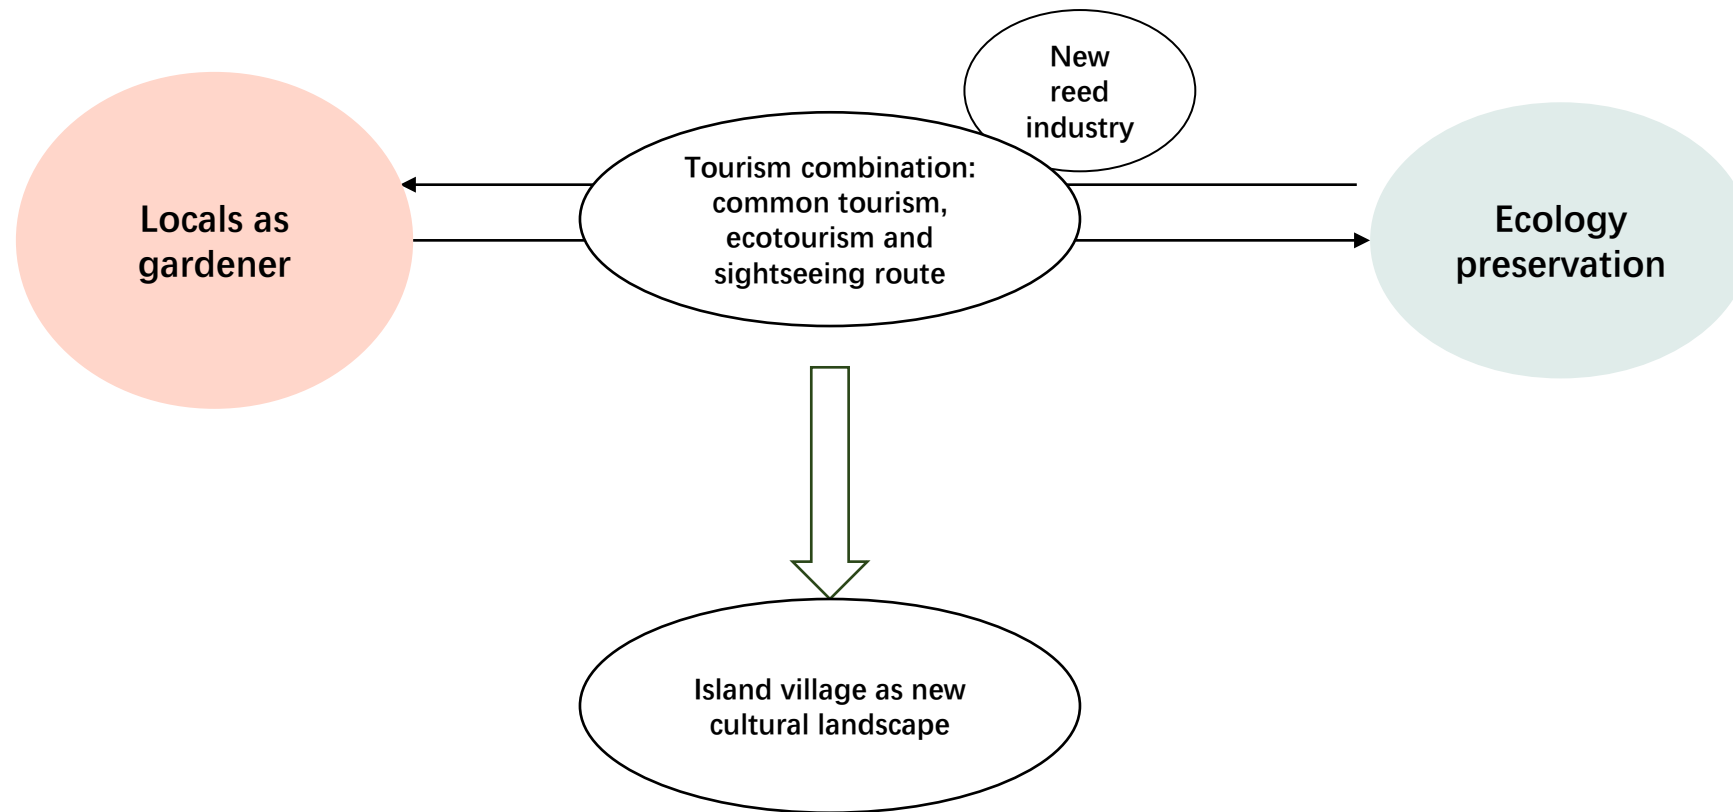 New
reed
industry
Tourism combination:
common tourism,
ecotourism and
sightseeing route
Locals as
gardener
Ecology
preservation
Island village as new
cultural landscape